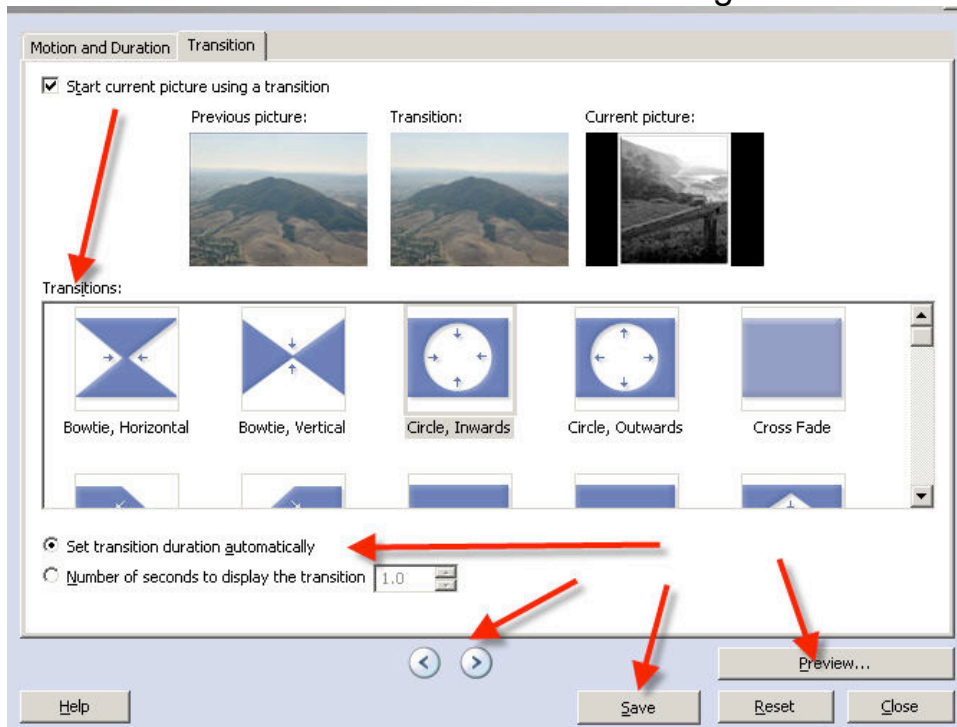 Motion and Duration Transition
Start current picture using a transition
Previous picture: Transition: Current picture:
Transitions:
Bowtie, Horizontal Bowtie, Vertical Circle, Inwards Circle, Outwards Cross Fade
Set transition duration automatically
Number of seconds to display the transition 1.0
Preview...
Help Save Reset Close